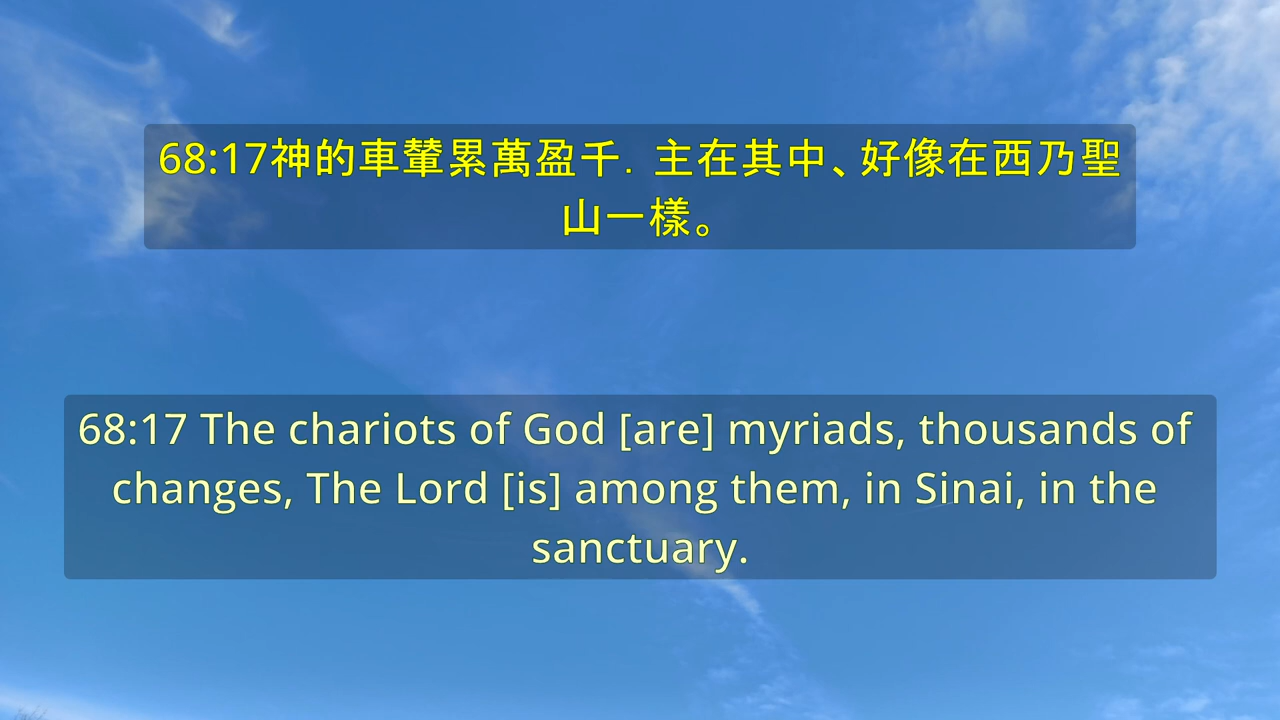 68:17神的車輦累萬盈千．主在其中、好像在西乃聖
山一樣。
68:17 The chariots of God [are] myriads, thousands of
changes, The Lord [is] among them, in Sinai, in the
sanctuary.